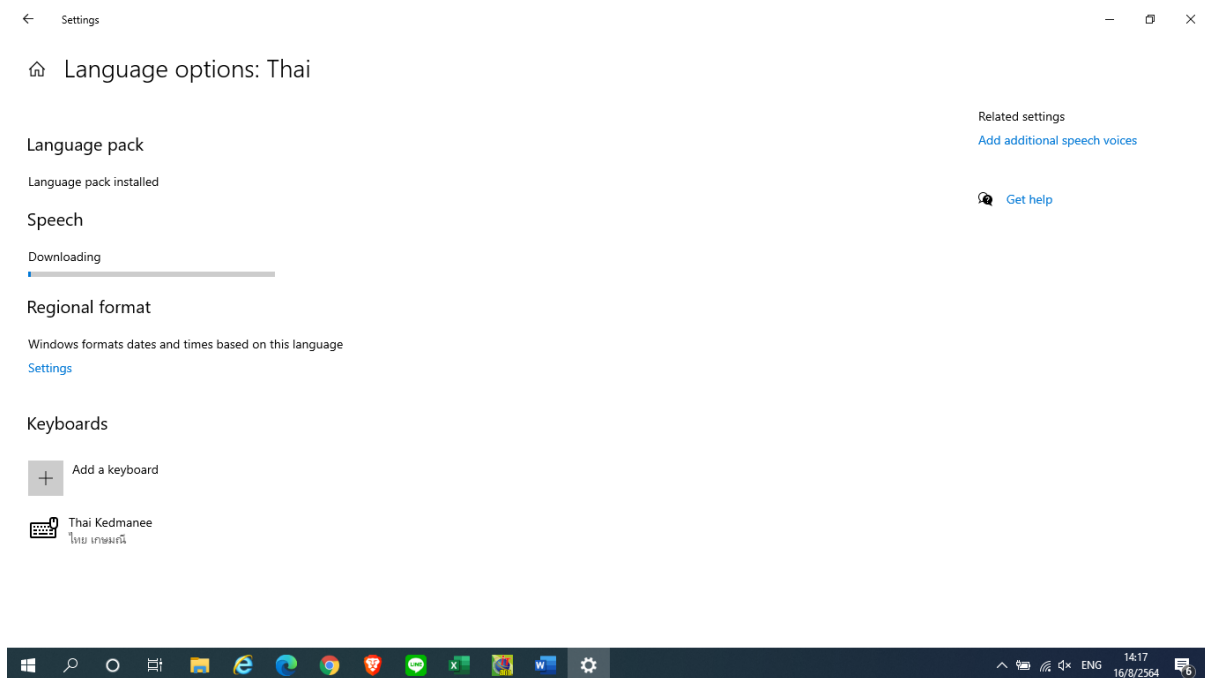 Settings
Language options: Thai
Language pack
Language pack installed
Speech
Downloading
Regional format
Windows formats dates and times based on this language
Settings
Keyboards
Add a keyboard
Thai Kedmanee
ไทย เกษมณี
Related settings
Add additional speech voices
Get help
ENG
14:17
16/8/2564
6